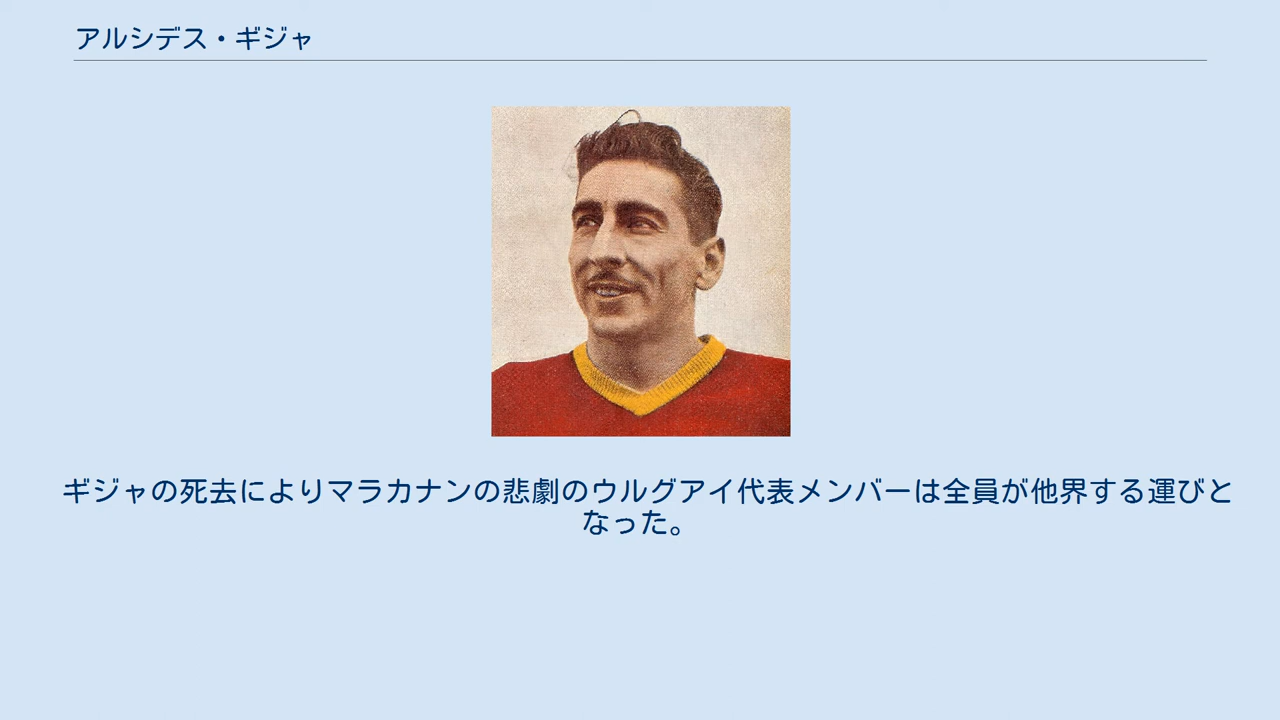 アルシデス・ギジャ
ギジャの死去によりマラカナンの悲劇のウルグアイ代表メンバーは全員が他界する運びと
なった。